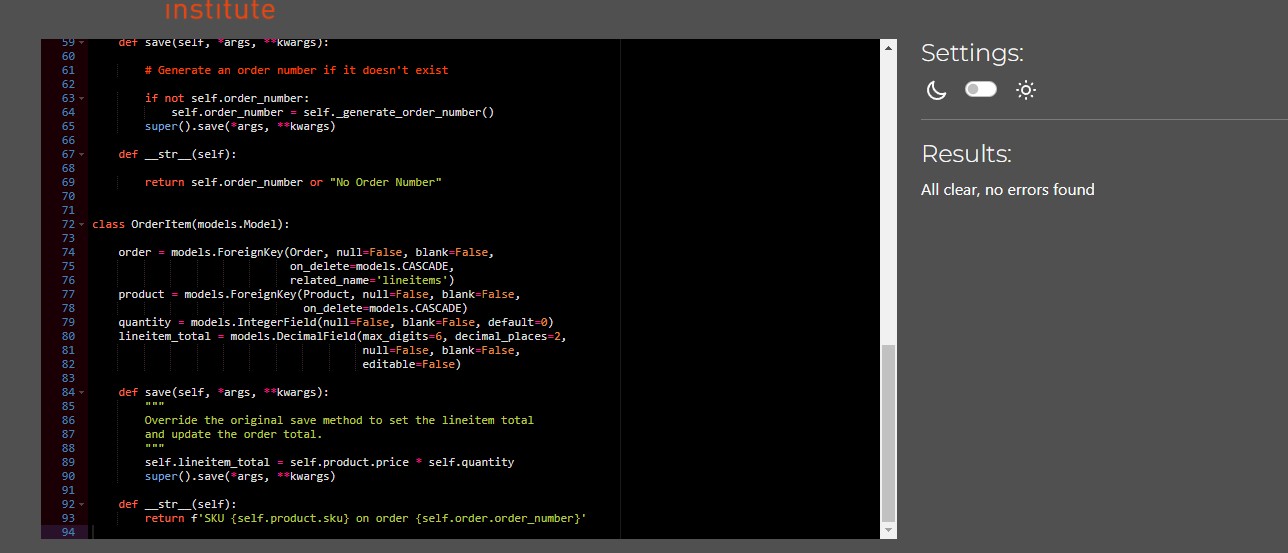 institute
59 def save(self, *args, **kwargs):
60
61 # Generate an order number if it doesn't exist
62
63 if not self.order_number:
64 self.order_number = self._generate_order_number()
65 super().save(*args, **kwargs)
66
67 def __str__(self):
68
69 return self.order_number or "No Order Number"
70
71
72 class OrderItem(models.Model):
73
74 order = models.ForeignKey(Order, null=False, blank=False,
75 on_delete=models.CASCADE,
76 related_name='lineitems')
77 product = models.ForeignKey(Product, null=False, blank=False,
78 on_delete=models.CASCADE)
79 quantity = models.IntegerField(null=False, blank=False, default=0)
80 lineitem_total = models.DecimalField(max_digits=6, decimal_places=2,
81 null=False, blank=False,
82 editable=False)
83
84 def save(self, *args, **kwargs):
85 """
86 Override the original save method to set the lineitem total
87 and update the order total.
88 """
89 self.lineitem_total = self.product.price * self.quantity
90 super().save(*args, **kwargs)
91
92 def __str__(self):
93 return f'SKU {self.product.sku} on order {self.order.order_number}'
94
Settings:
Results:
All clear, no errors found